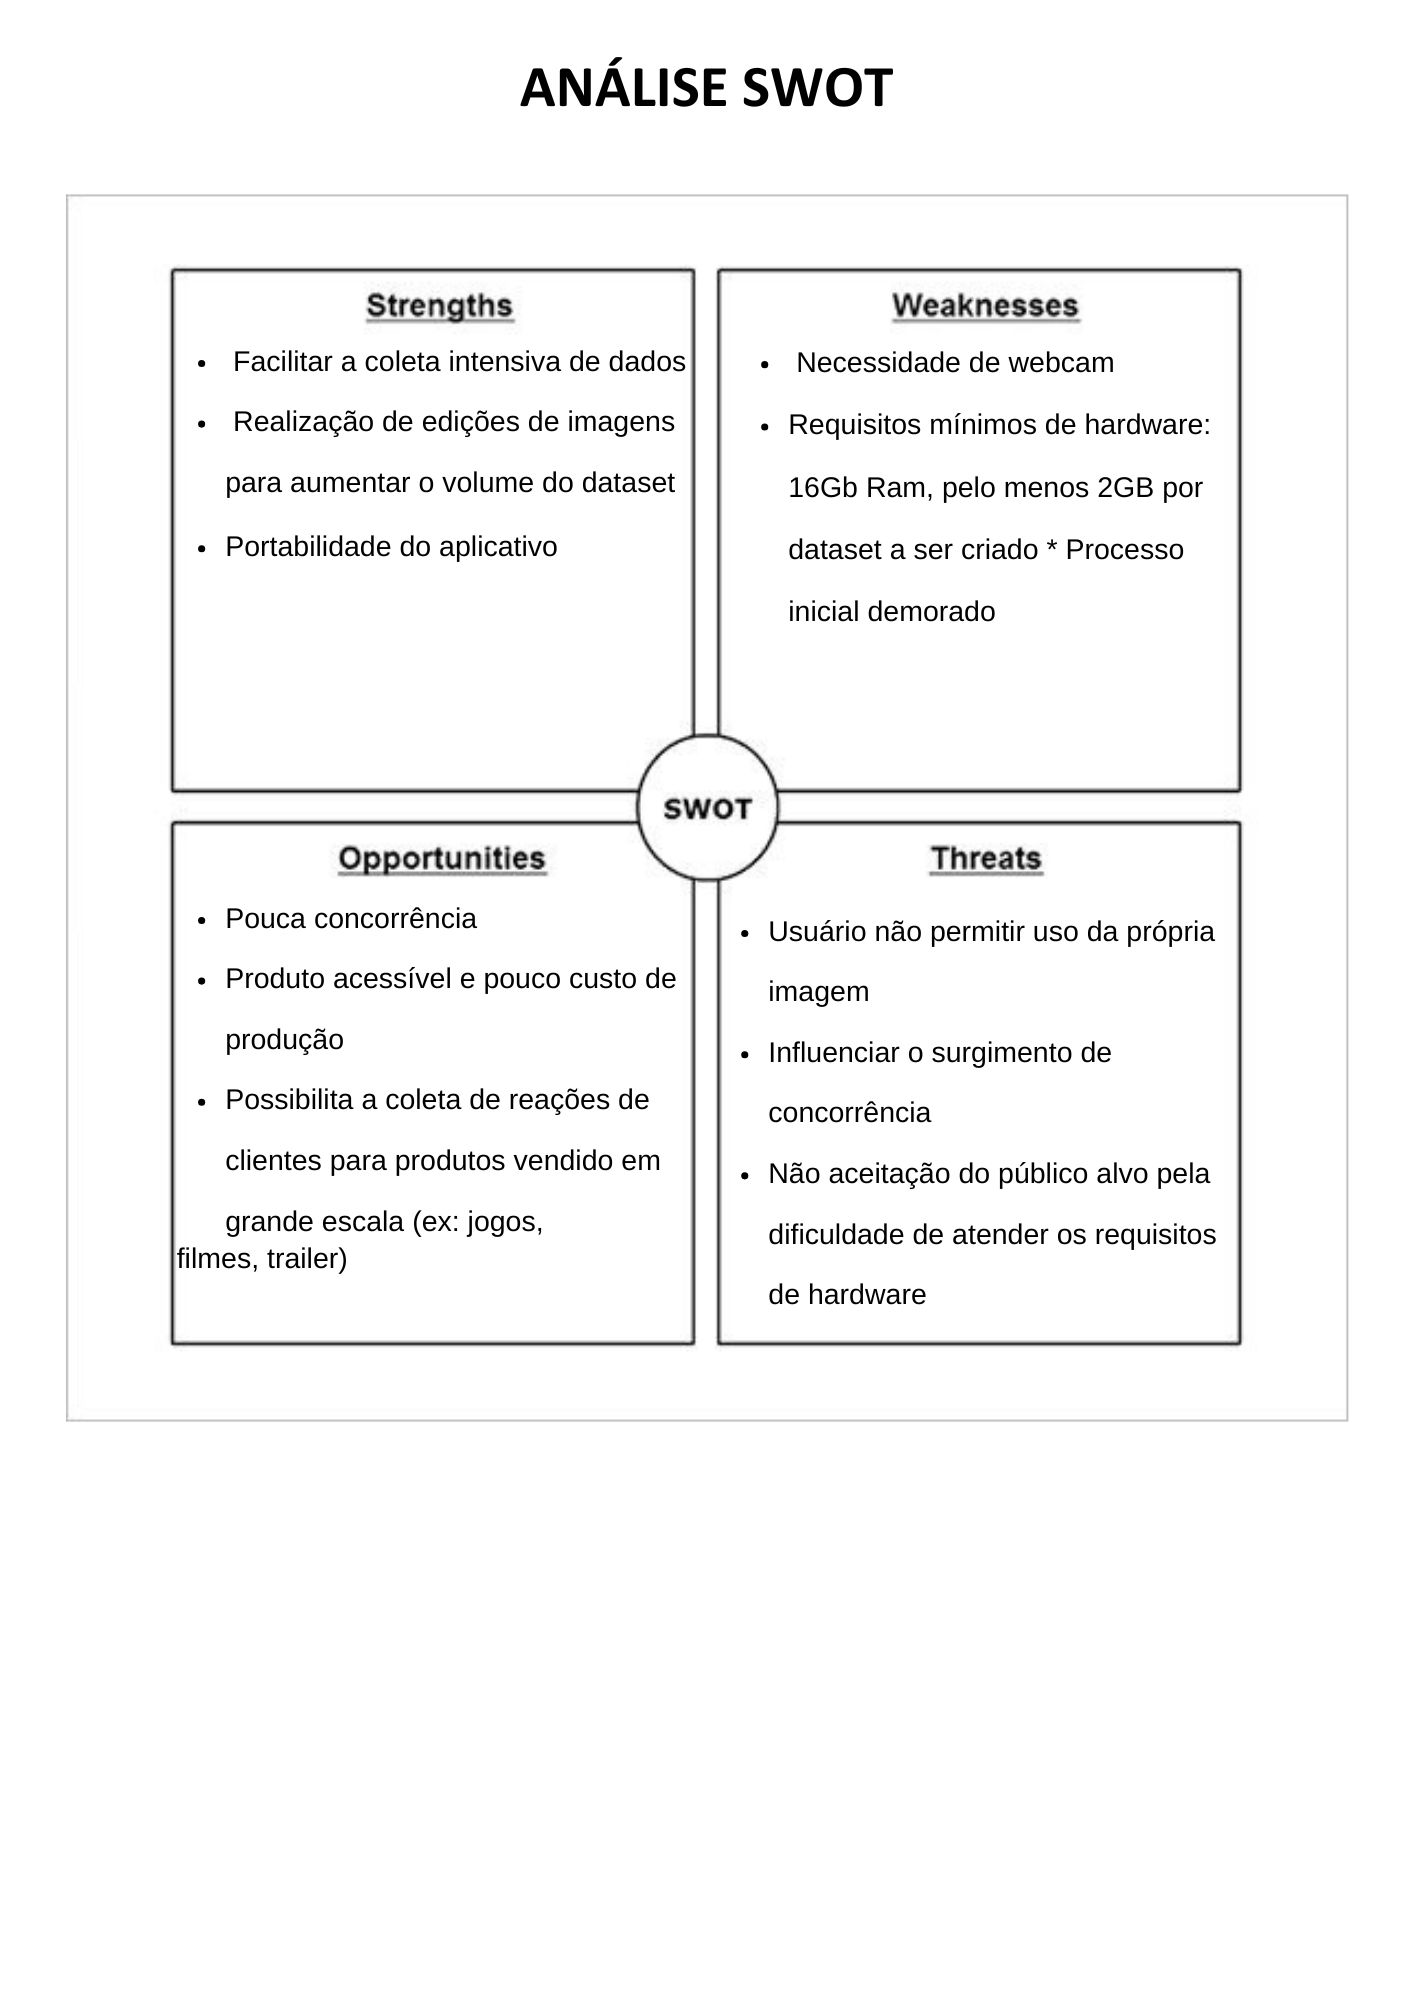 ANÁLISE SWOT
Strengths
• Facilitar a coleta intensiva de dados
• Realização de edições de imagens
para aumentar o volume do dataset
• Portabilidade do aplicativo
Weaknesses
• Necessidade de webcam
• Requisitos mínimos de hardware:
16Gb Ram, pelo menos 2GB por
dataset a ser criado * Processo
inicial demorado
SWOT
Opportunities
• Pouca concorrência
• Produto acessível e pouco custo de
produção
• Possibilita a coleta de reações de
clientes para produtos vendido em
grande escala (ex: jogos,
filmes, trailer)
Threats
• Usuário não permitir uso da própria
imagem
• Influenciar o surgimento de
concorrência
• Não aceitação do público alvo pela
dificuldade de atender os requisitos
de hardware